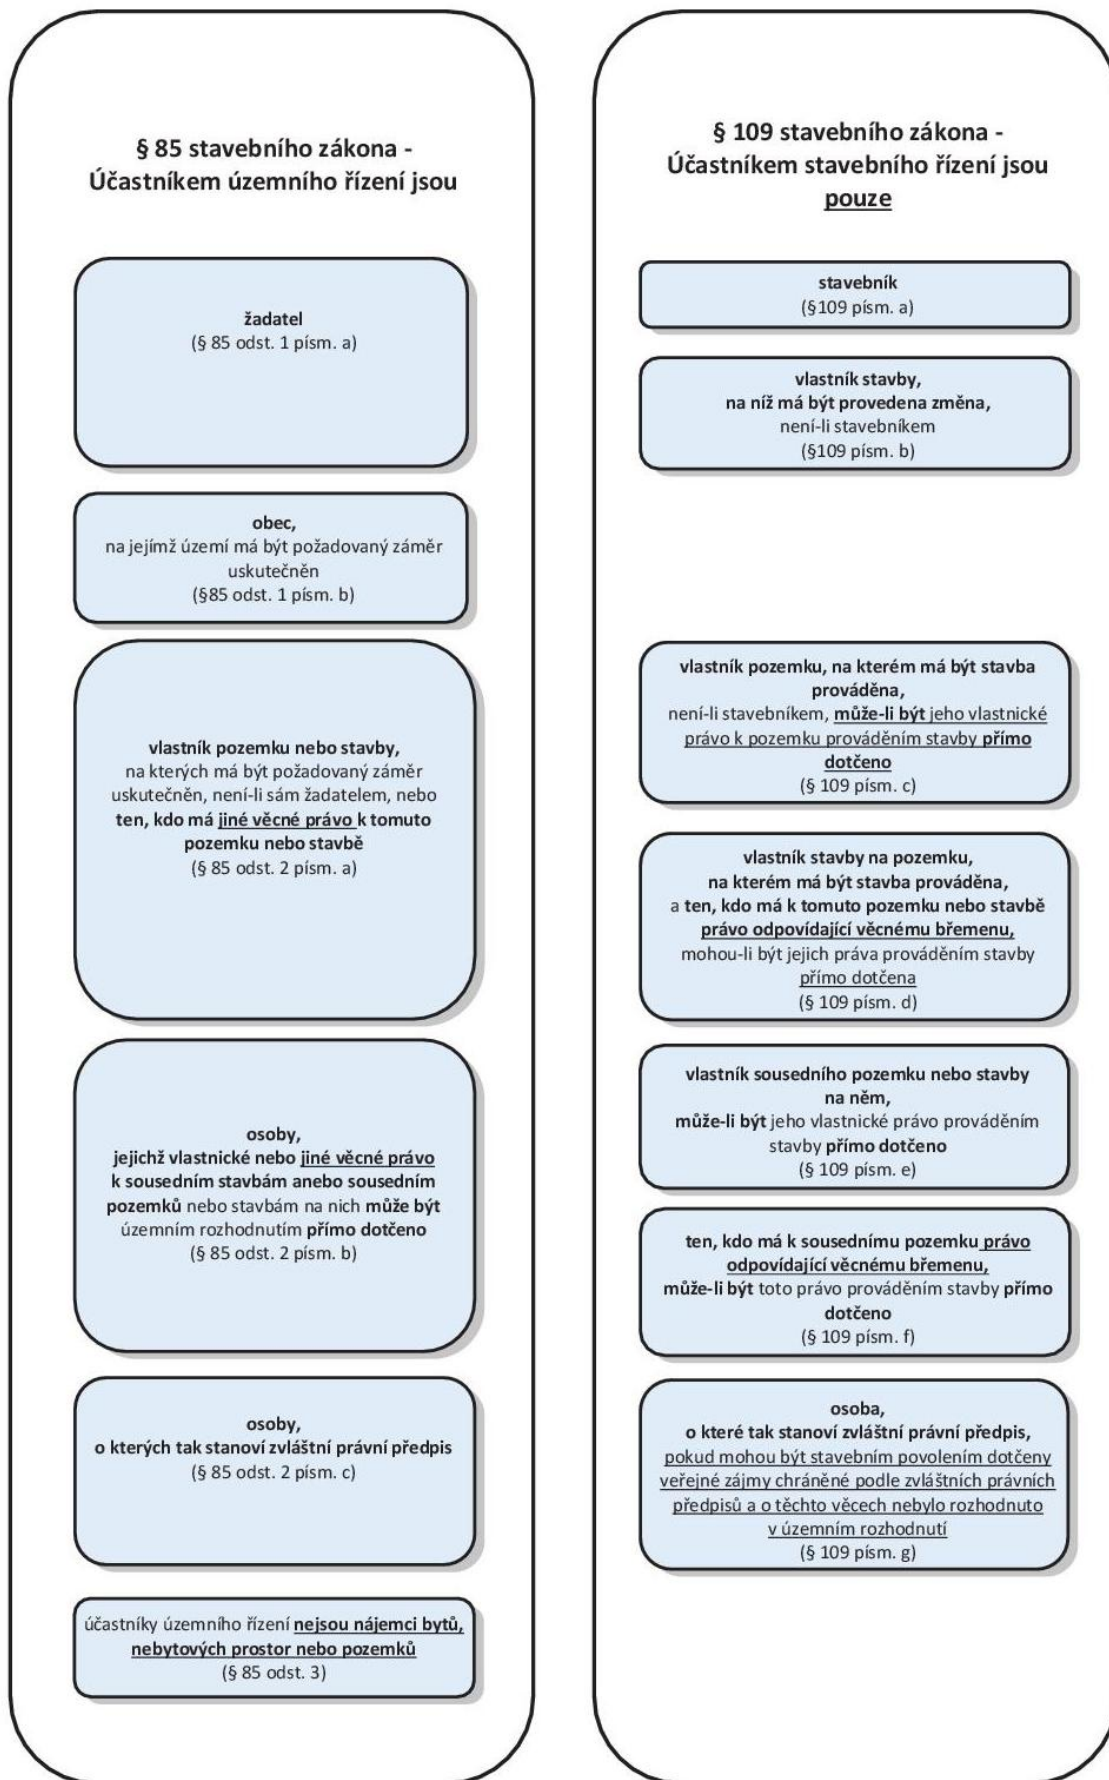 § 85 stavebního zákona -
Účastníkem územního řízení jsou
žadatel
(§ 85 odst. 1 písm. a)
obec,
na jejímž území má být požadovaný záměr
uskutečněn
(§85 odst. 1 písm. b)
vlastník pozemku nebo stavby,
na kterých má být požadovaný záměr
uskutečněn, není-li sám žadatelem, nebo
ten, kdo má jiné věcné právo k tomuto
pozemku nebo stavbě
(§ 85 odst. 2 písm. a)
osoby,
jejichž vlastnické nebo jiné věcné právo
k sousedním stavbám anebo sousedním
pozemků nebo stavbám na nich může být
územním rozhodnutím přímo dotčeno
(§ 85 odst. 2 písm. b)
osoby,
o kterých tak stanoví zvláštní právní předpis
(§ 85 odst. 2 písm. c)
účastníky územního řízení nejsou nájemci bytů,
nebytových prostor nebo pozemků
(§ 85 odst. 3)
§ 109 stavebního zákona -
Účastníkem stavebního řízení jsou
pouze
stavebník
(§109 písm. a)
vlastník stavby,
na níž má být provedena změna,
není-li stavebníkem
(§109 písm. b)
vlastník pozemku, na kterém má být stavba
prováděna,
není-li stavebníkem, může-li být jeho vlastnické
právo k pozemku prováděním stavby přímo
dotčeno
(§ 109 písm. c)
vlastník stavby na pozemku,
na kterém má být stavba prováděna,
a ten, kdo má k tomuto pozemku nebo stavbě
právo odpovídající věcnému břemenu,
mohou-li být jejich práva prováděním stavby
přímo dotčena
(§ 109 písm. d)
vlastník sousedního pozemku nebo stavby
na něm,
může-li být jeho vlastnické právo prováděním
stavby přímo dotčeno
(§ 109 písm. e)
ten, kdo má k sousednímu pozemku právo
odpovídající věcnému břemenu,
může-li být toto právo prováděním stavby přímo
dotčeno
(§ 109 písm. f)
osoba,
o které tak stanoví zvláštní právní předpis,
pokud mohou být stavebním povolením dotčeny
veřejné zájmy chráněné podle zvláštních právních
předpisů a o těchto věcech nebylo rozhodnuto
v územním rozhodnutí
(§ 109 písm. g)